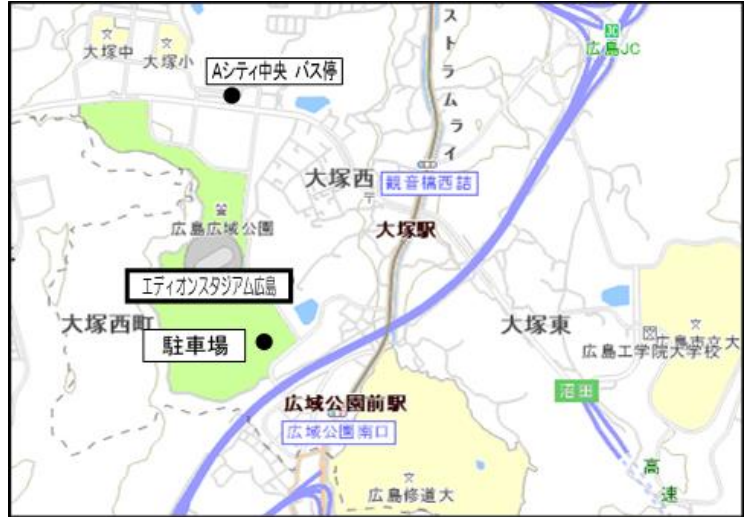 ストラムライ
JC
広島JC
大塚中
大塚小
Aシティ中央 バス停
大塚西
観音橋西詰
広島広域公園
大塚駅
エディオンスタジアム広島
大塚西町
駐車場
大塚東
広島市立大
広島工学院大学校
沼田
広域公園前駅
広域公園南口
広島修道大
高速